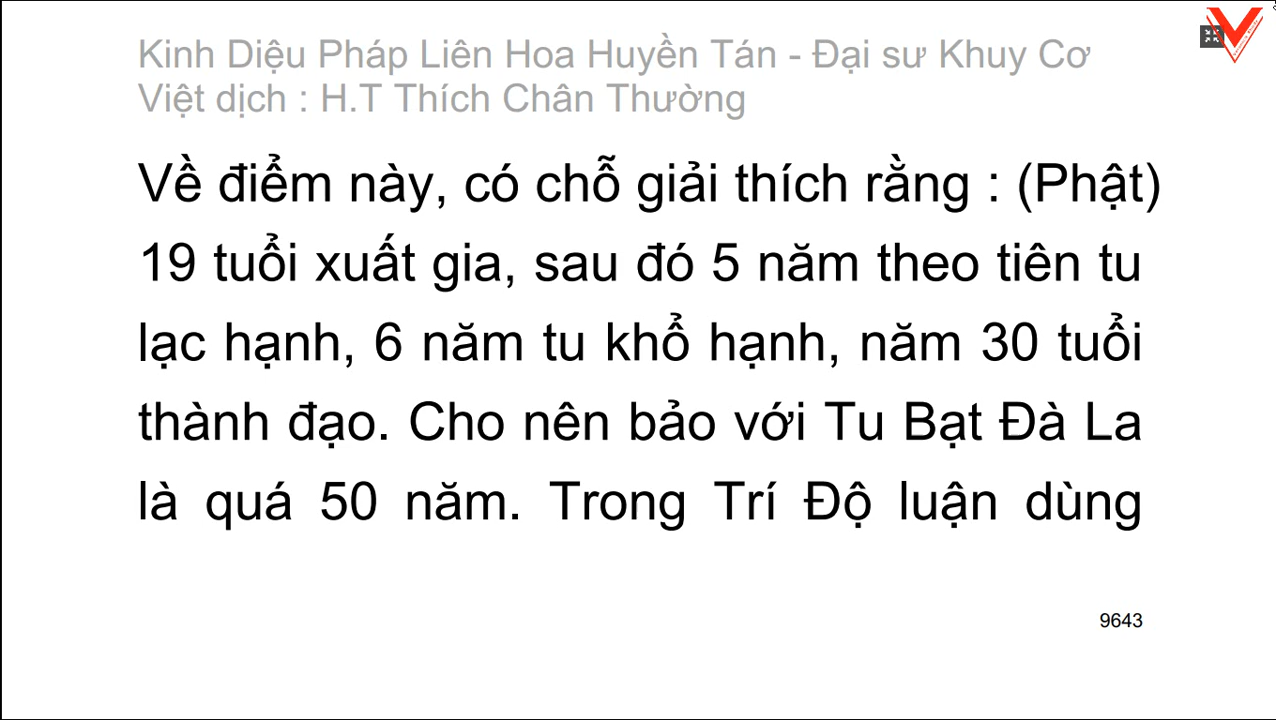 Kinh Diệu Pháp Liên Hoa Huyền Tán - Đại sư Khuy Cơ
Việt dịch : H.T Thích Chân Thường
Về điểm này, có chỗ giải thích rằng : (Phật)
19 tuổi xuất gia, sau đó 5 năm theo tiên tu
lạc hạnh, 6 năm tu khổ hạnh, năm 30 tuổi
thành đạo. Cho nên bảo với Tu Bạt Đà La
là quá 50 năm. Trong Trí Độ luận dùng
9643